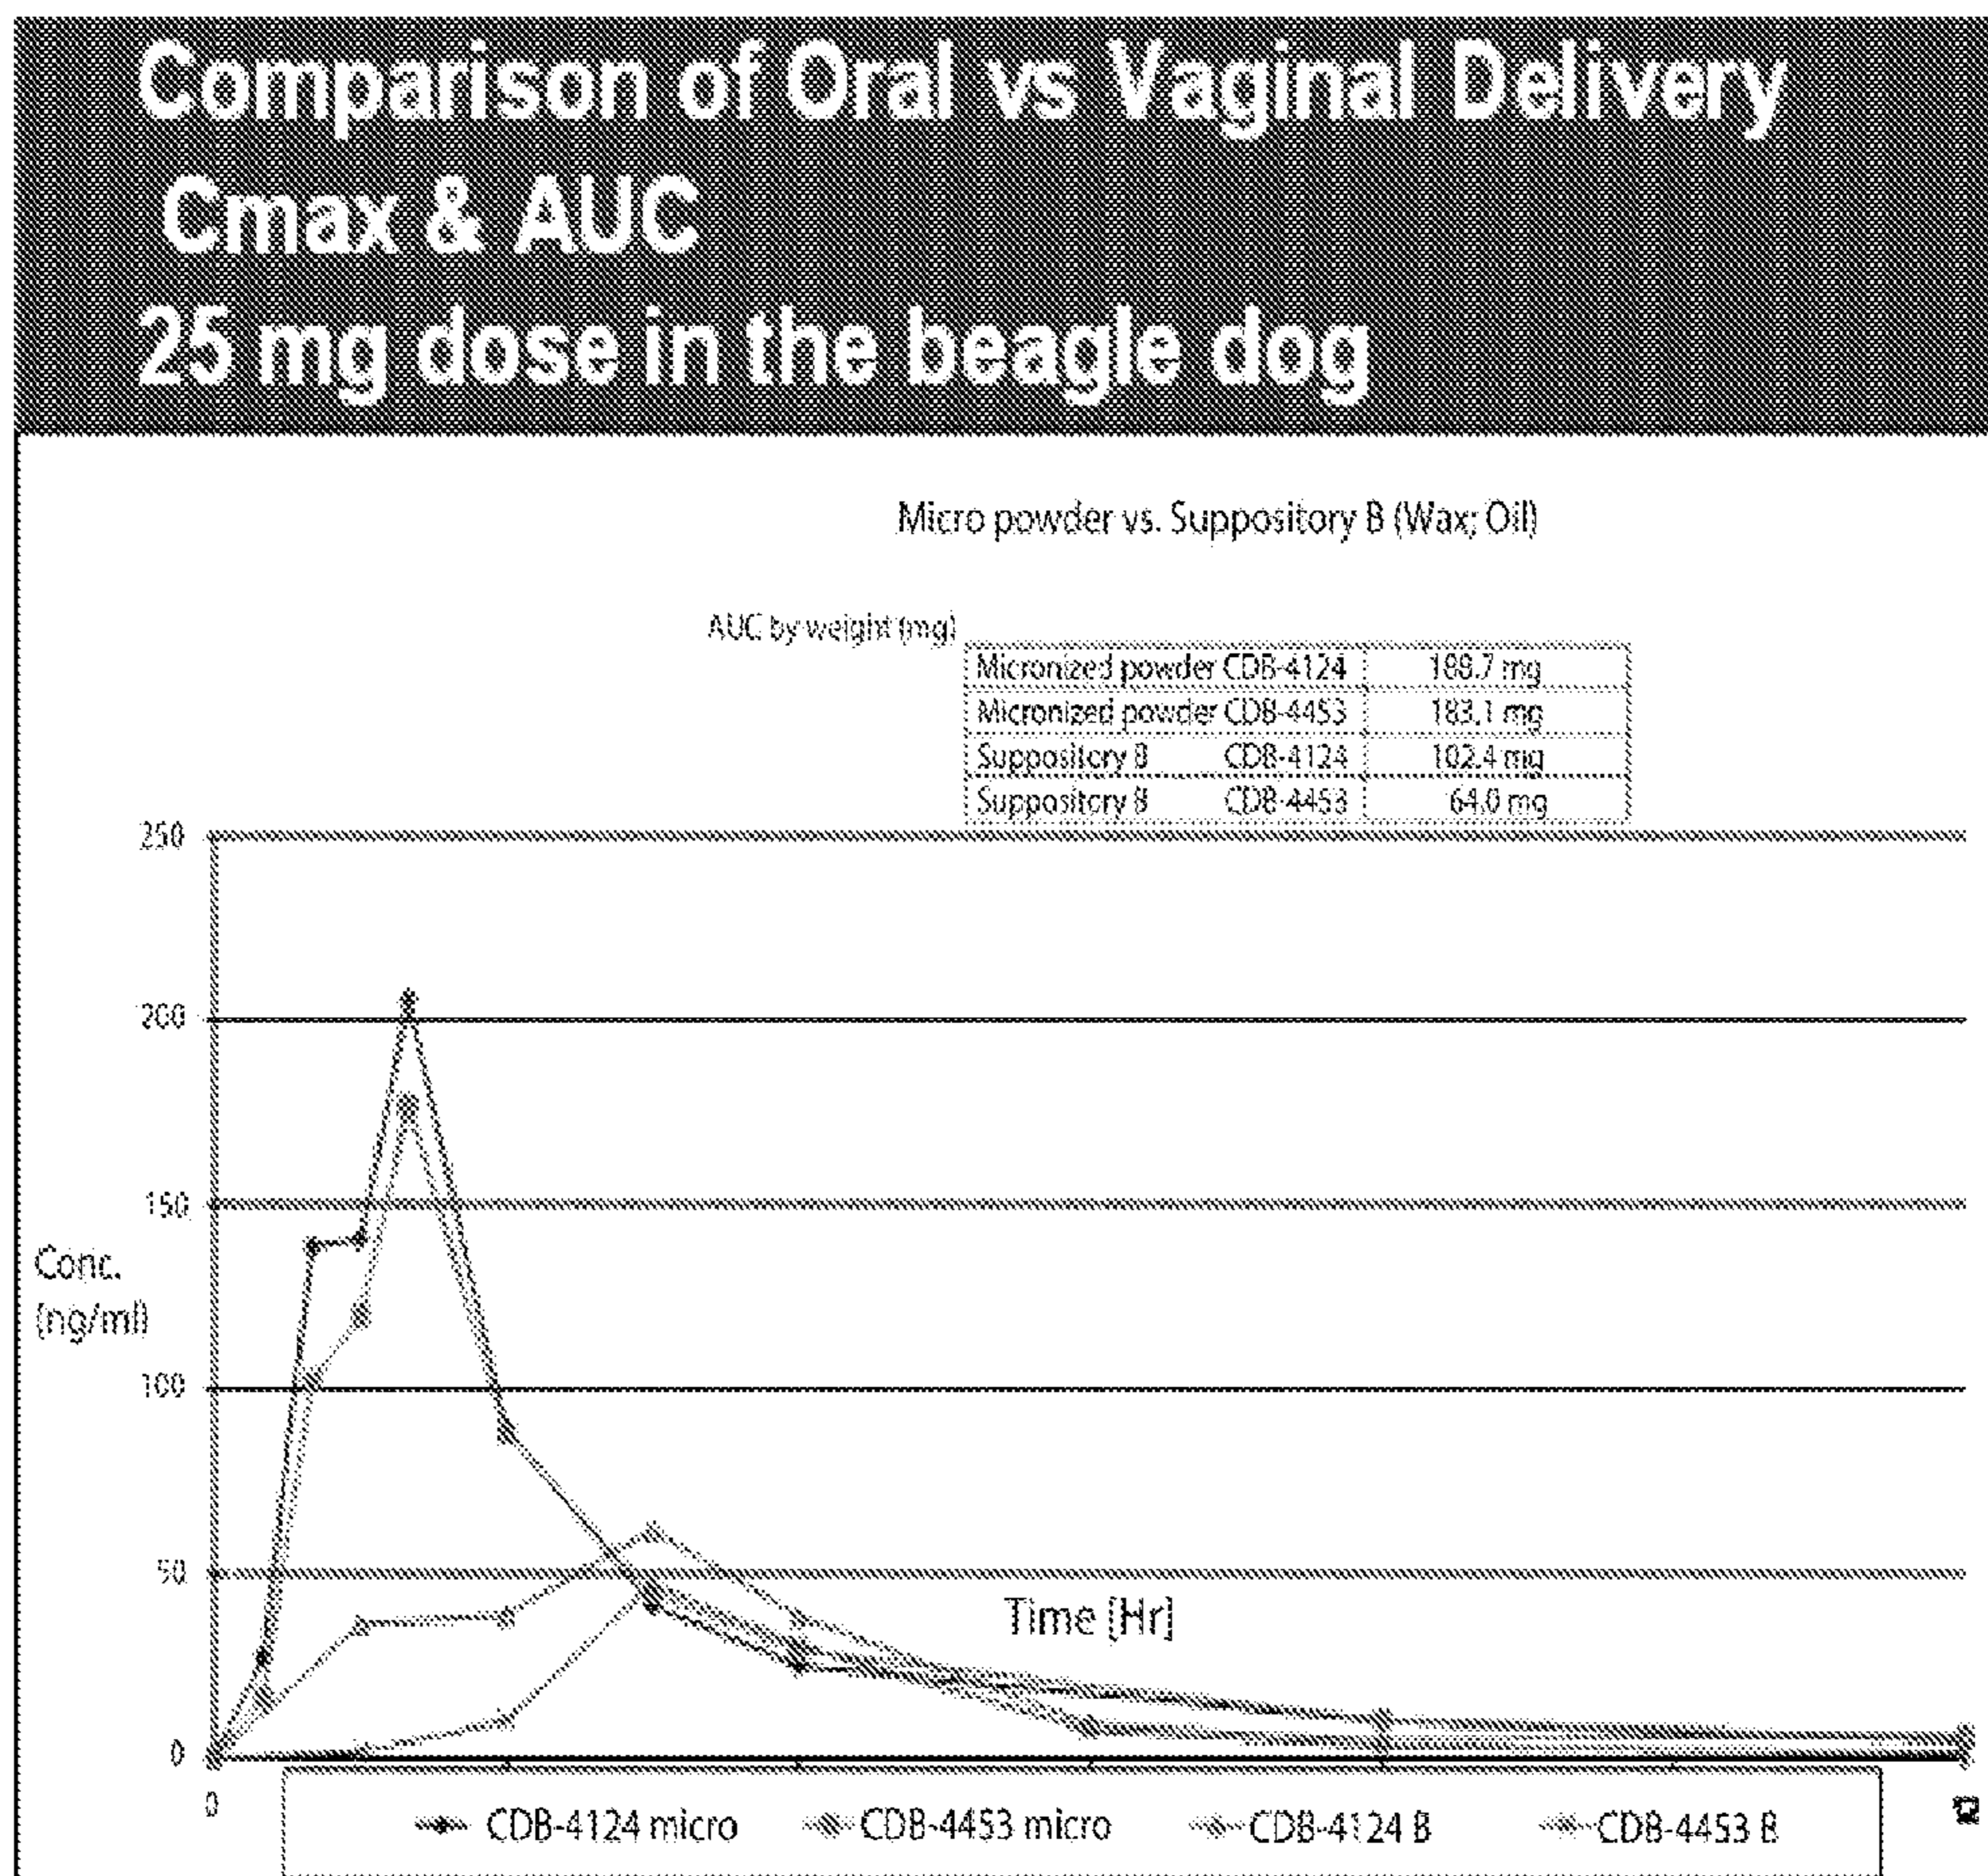 Comparison of Oral vs Vaginal Delivery
Cmax & AUC
25 mg dose in the beagle dog
Micro powder vs. Suppository B (Wax; Oil)
AUC by weight (mg)
Micronized powder CDB-4124 188.7 mg
Micronized powder CDB-4453 183.1 mg
Suppository B CDB-4124 102.4 mg
Suppository B CDB-4453 64.0 mg
250
200
150
Conc.
(ng/ml)
100
50
Time [Hr]
0
0
CDB-4124 micro CDB-4453 micro CDB-4124 B CDB-4453 B